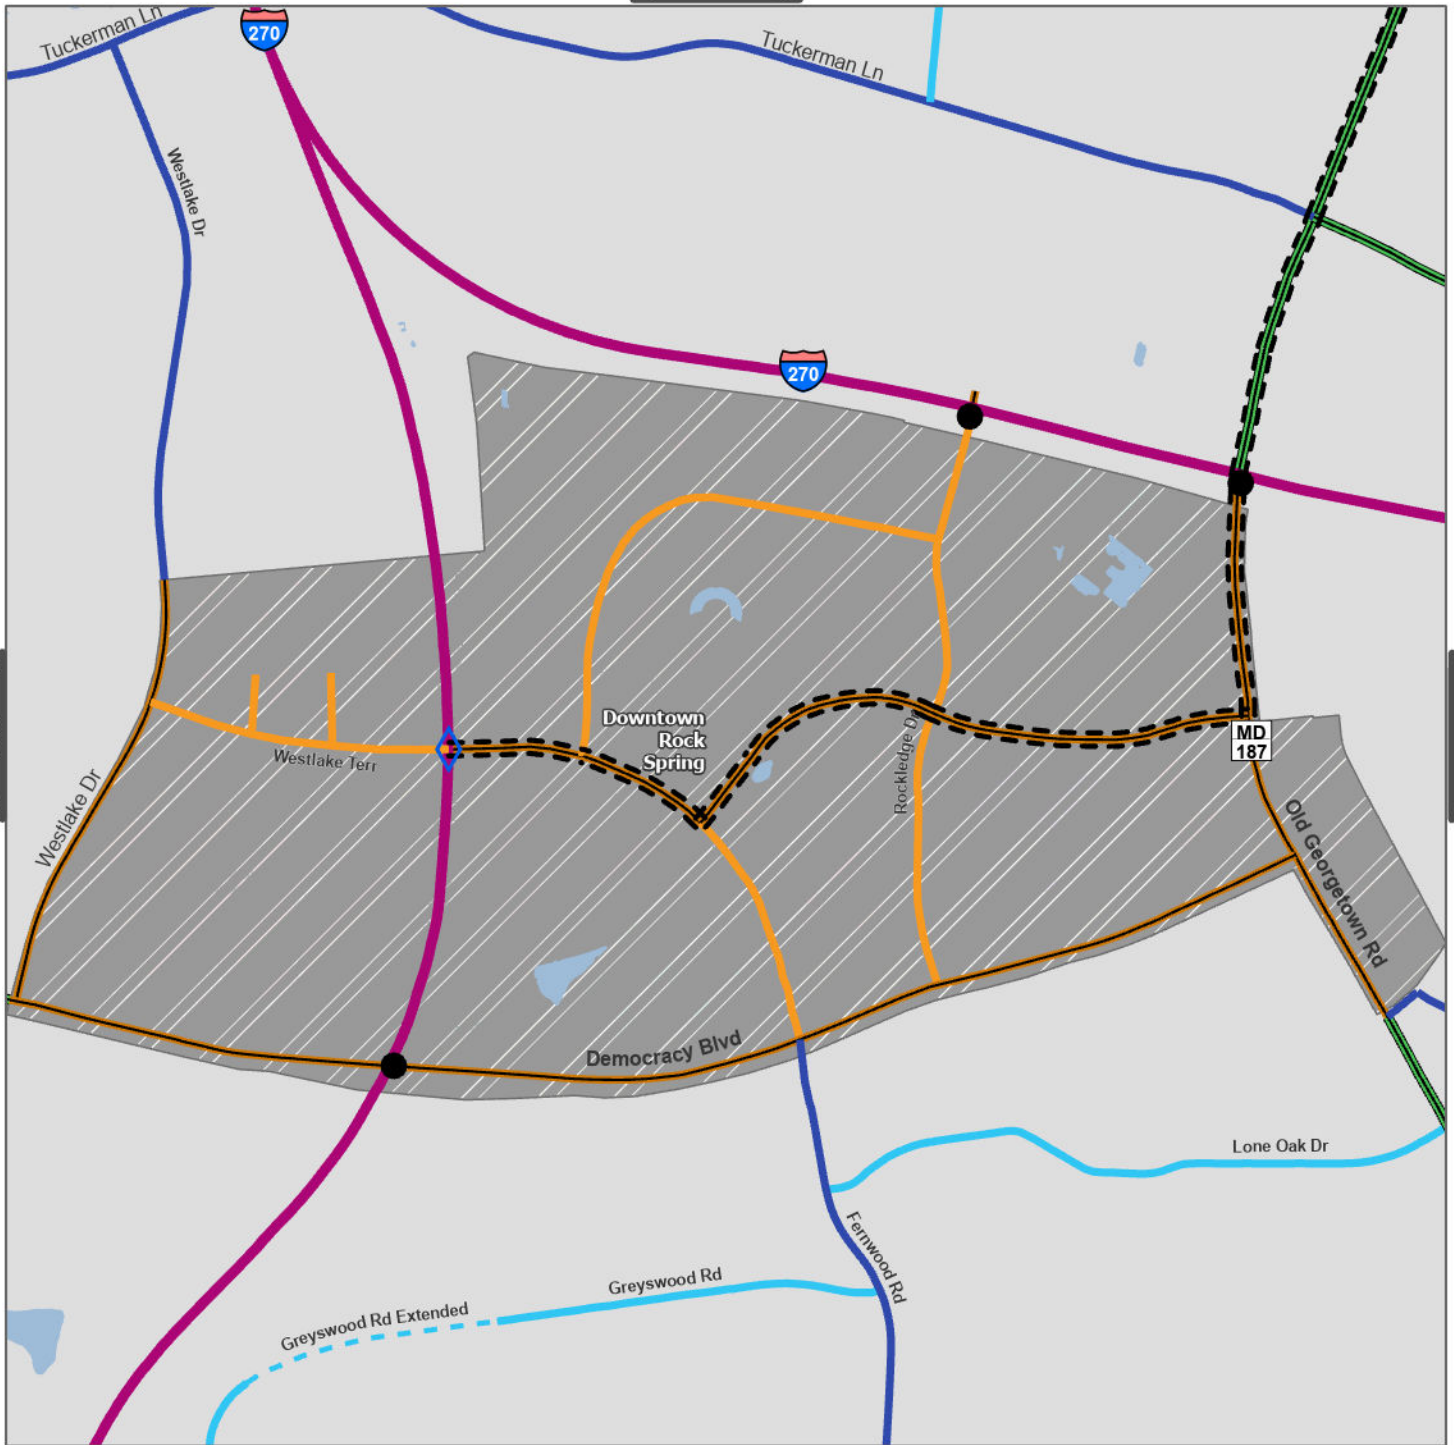 Tuckerman Ln
270
Tuckerman Ln
Westlake Dr
270
Downtown
Rock
Spring
MD
187
Westlake Terr
Rockledge Dr
Westlake Dr
Old Georgetown Rd
Democracy Blvd
Lone Oak Dr
Fernwood Rd
Greyswood Rd
Greyswood Rd Extended